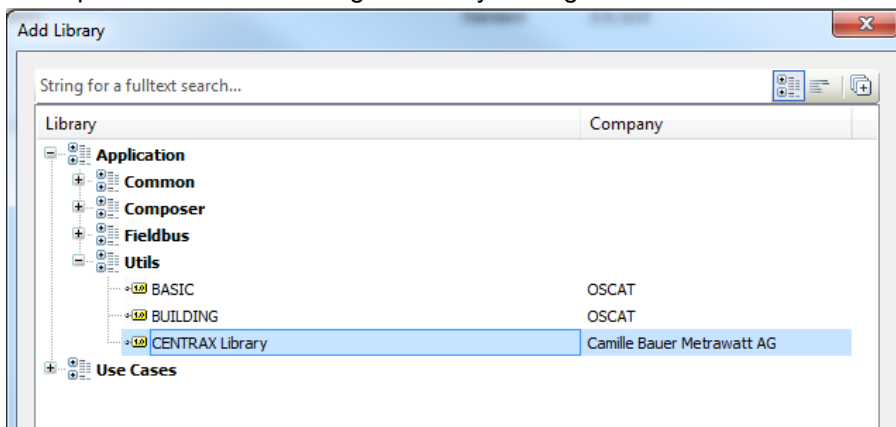 Add Library
String for a fulltext search...
Library Company
Application
Common
Composer
Fieldbus
Utils
BASIC OSCAT
BUILDING OSCAT
CENTRAX Library Camille Bauer Metrawatt AG
Use Cases